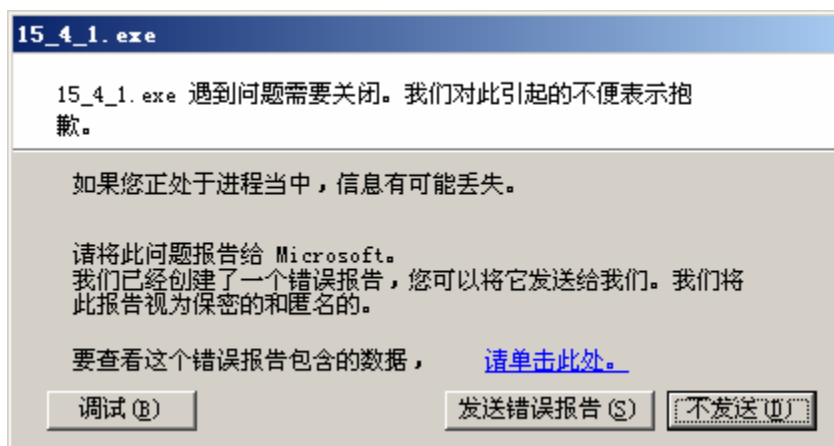 15_4_1.exe
15_4_1.exe 遇到问题需要关闭。我们对此引起的不便表示抱
歉。
如果您正处于进程当中，信息有可能丢失。
请将此问题报告给 Microsoft。
我们已经创建了一个错误报告，您可以将它发送给我们。我们将
此报告视为保密的和匿名的。
要查看这个错误报告包含的数据， 请单击此处。
调试(B) 发送错误报告(S) 不发送(D)